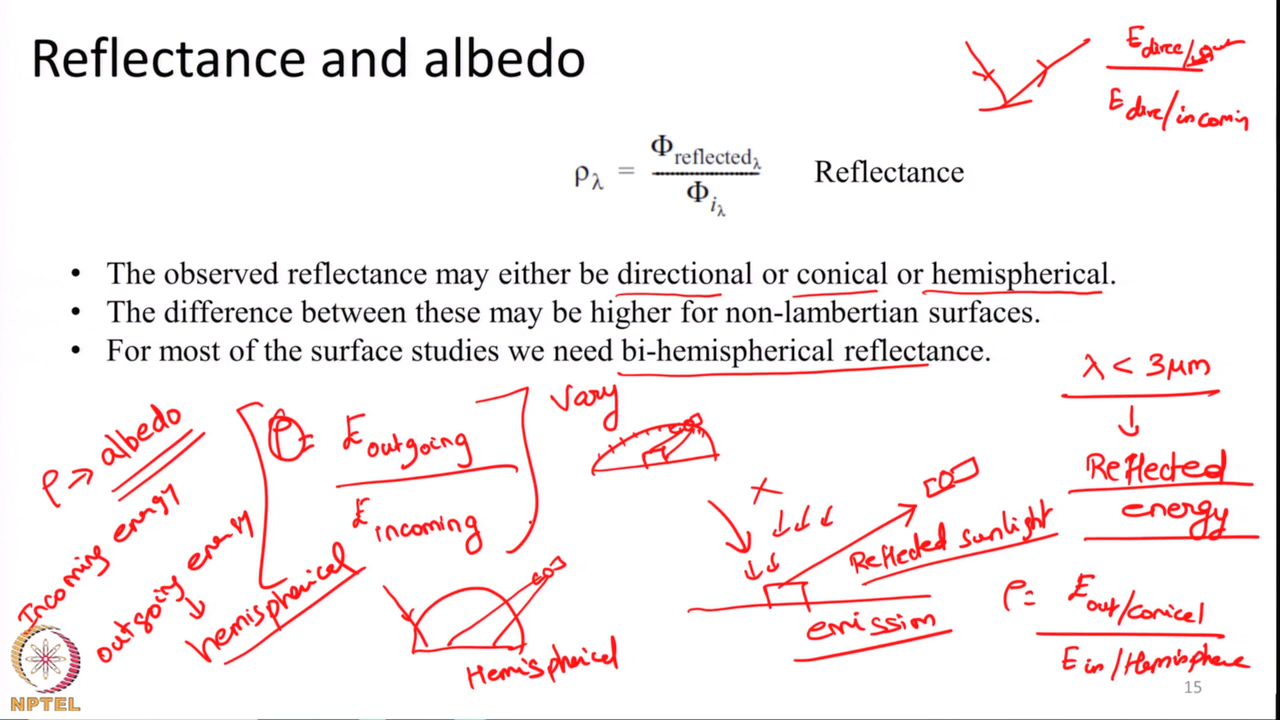 Reflectance and albedo
E direc/
E direc/incomin
ρλ = Φreflectedλ / Φiλ Reflectance
• The observed reflectance may either be directional or conical or hemispherical.
• The difference between these may be higher for non-lambertian surfaces.
• For most of the surface studies we need bi-hemispherical reflectance.
ρ => albedo
Incoming energy
outgoing energy
↓
hemispherical
ρ = E outgoing
E incoming
Vary
Hemispherical
λ < 3μm
↓
Reflected
energy
Reflected sunlight
emission
ρ = E out/conical
E in/Hemisphere
NPTEL
15